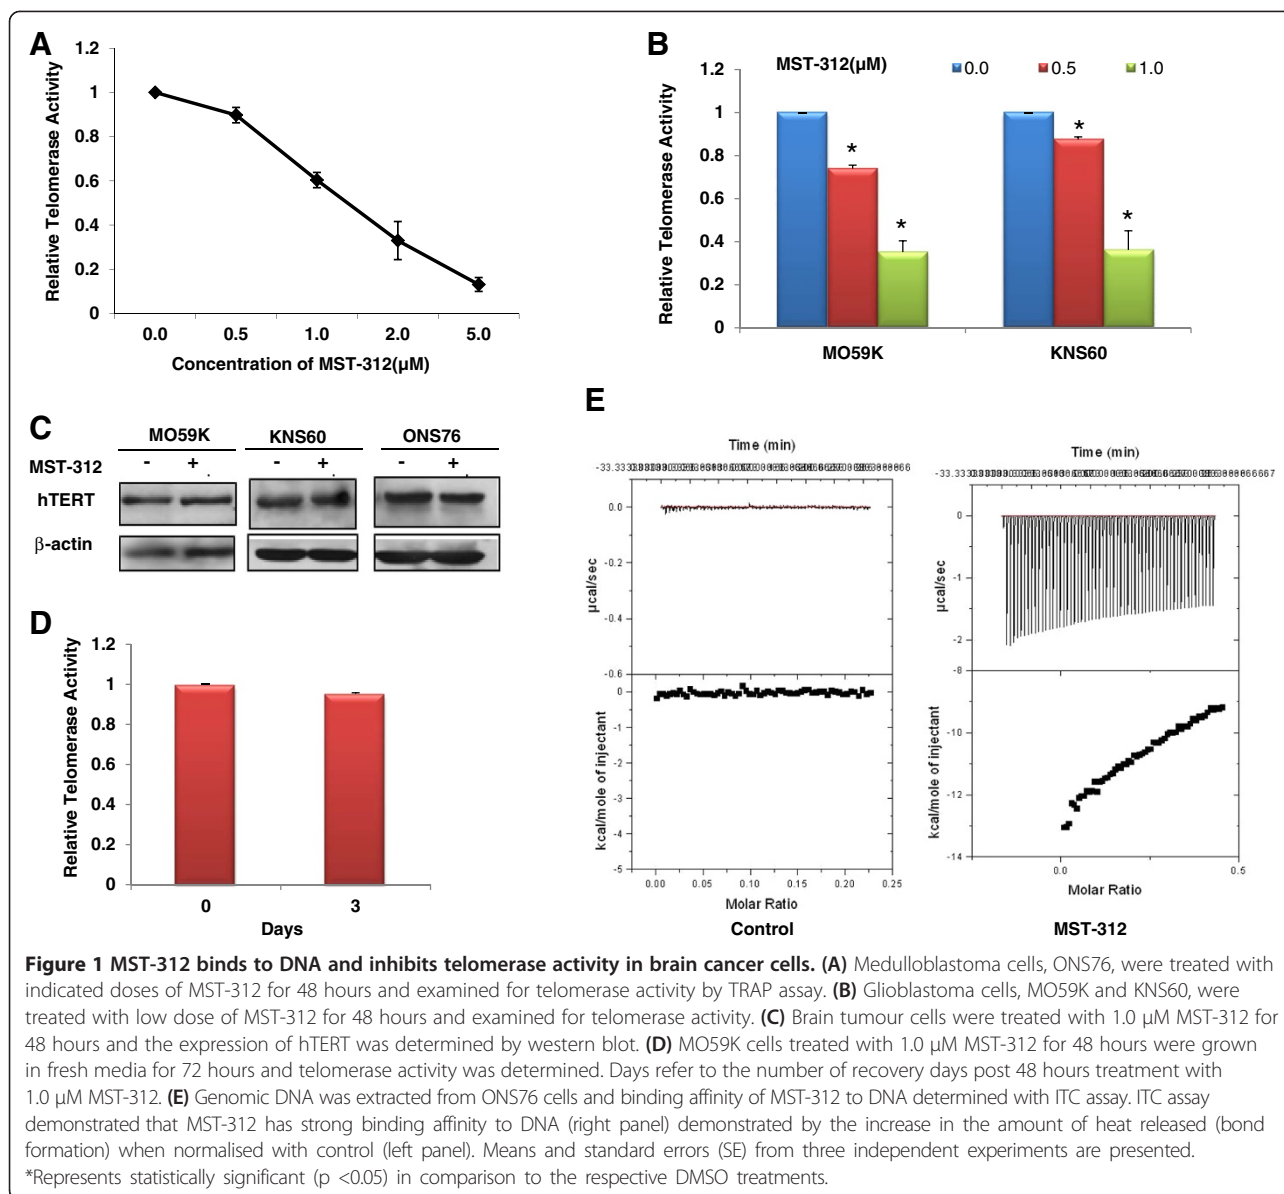 A
1.2
1
0.8
0.6
0.4
0.2
0
Relative Telomerase Activity
0.0 0.5 1.0 2.0 5.0
Concentration of MST-312(µM)
B
MST-312(µM) 0.0 0.5 1.0
1.2
1
0.8
0.6
0.4
0.2
0
Relative Telomerase Activity
* * * *
MO59K KNS60
C
MO59K KNS60 ONS76
MST-312 - + - + - +
hTERT
β-actin
D
1.2
1
0.8
0.6
0.4
0.2
0
Relative Telomerase Activity
0 3
Days
E
Time (min)
0.0
-0.2
-0.4
-0.6
µcal/sec
0
-1
-2
-3
-4
-5
kcal/mole of injectant
0.00 0.05 0.10 0.15 0.20 0.25
Molar Ratio
Control
Time (min)
0
-1
-2
µcal/sec
-8
-10
-12
-14
kcal/mole of injectant
0.0 0.5
Molar Ratio
MST-312
Figure 1 MST-312 binds to DNA and inhibits telomerase activity in brain cancer cells. (A) Medulloblastoma cells, ONS76, were treated with
indicated doses of MST-312 for 48 hours and examined for telomerase activity by TRAP assay. (B) Glioblastoma cells, MO59K and KNS60, were
treated with low dose of MST-312 for 48 hours and examined for telomerase activity. (C) Brain tumour cells were treated with 1.0 µM MST-312 for
48 hours and the expression of hTERT was determined by western blot. (D) MO59K cells treated with 1.0 µM MST-312 for 48 hours were grown
in fresh media for 72 hours and telomerase activity was determined. Days refer to the number of recovery days post 48 hours treatment with
1.0 µM MST-312. (E) Genomic DNA was extracted from ONS76 cells and binding affinity of MST-312 to DNA determined with ITC assay. ITC assay
demonstrated that MST-312 has strong binding affinity to DNA (right panel) demonstrated by the increase in the amount of heat released (bond
formation) when normalised with control (left panel). Means and standard errors (SE) from three independent experiments are presented.
*Represents statistically significant (p <0.05) in comparison to the respective DMSO treatments.